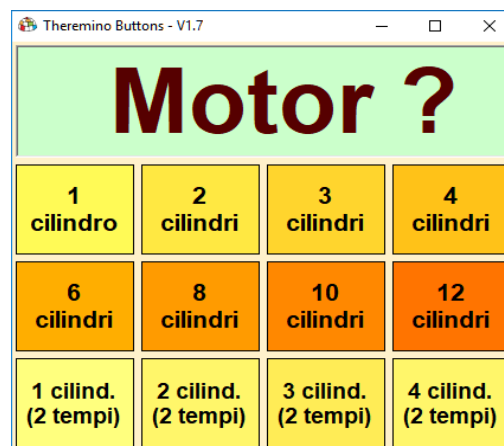 Theremino Buttons - V1.7
Motor ?
1
cilindro
2
cilindri
3
cilindri
4
cilindri
6
cilindri
8
cilindri
10
cilindri
12
cilindri
1 cilind.
(2 tempi)
2 cilind.
(2 tempi)
3 cilind.
(2 tempi)
4 cilind.
(2 tempi)